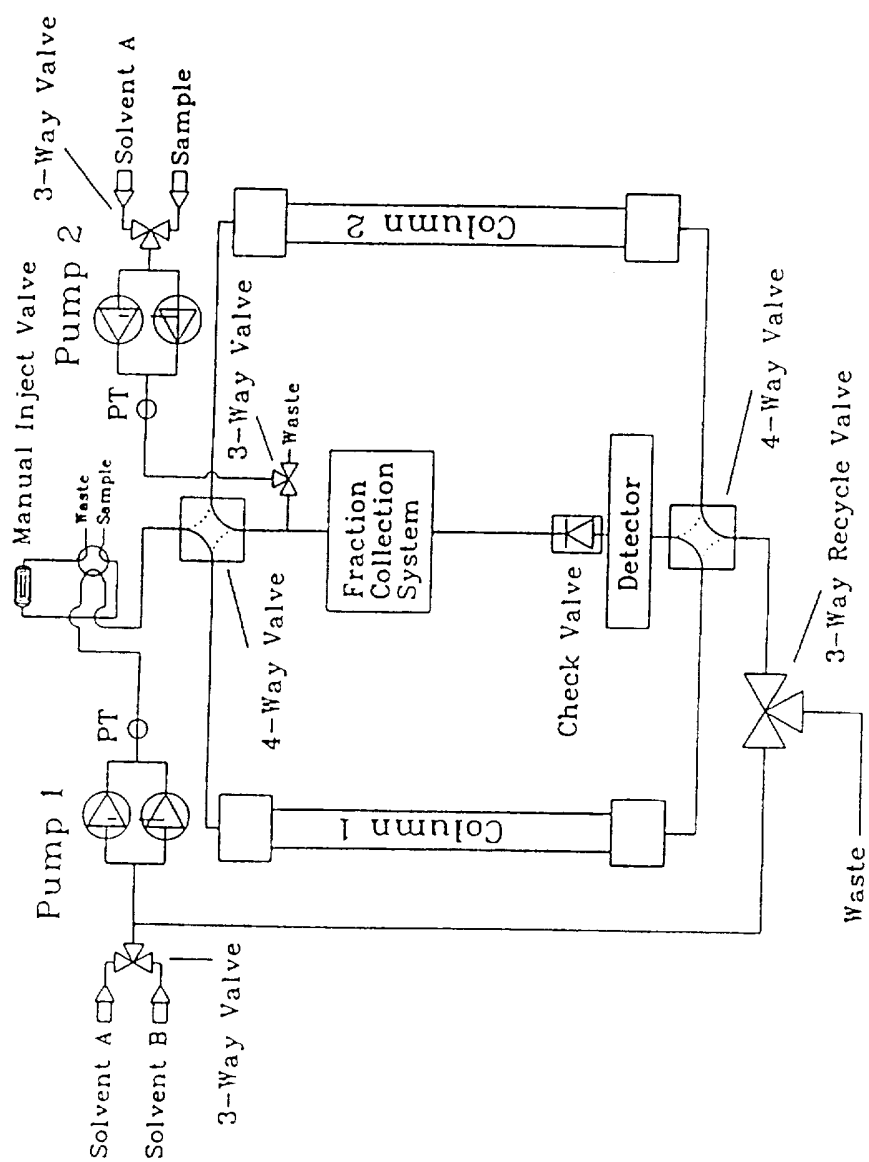 3-Way Valve
Solvent A
Sample
Pump 2
PT
Manual Inject Valve
Waste
Sample
3-Way Valve
Waste
4-Way Valve
Column 2
Fraction
Collection
System
Check Valve
Detector
4-Way Valve
3-Way Recycle Valve
Waste
Pump 1
PT
Column 1
Solvent A
Solvent B
3-Way Valve